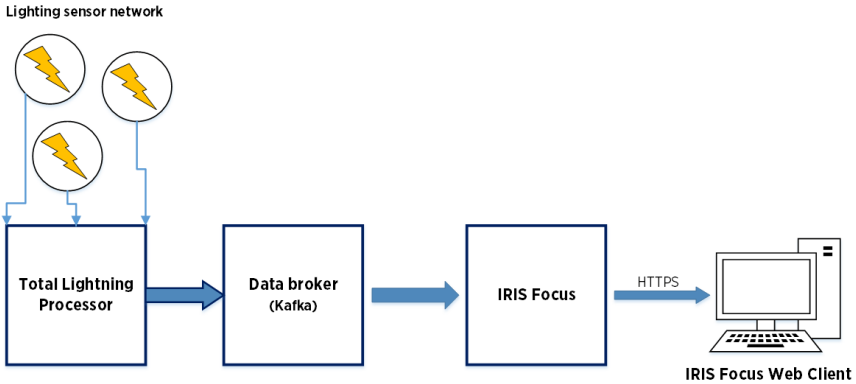 Lighting sensor network
Total Lightning
Processor
Data broker
(Kafka)
IRIS Focus
HTTPS
IRIS Focus Web Client